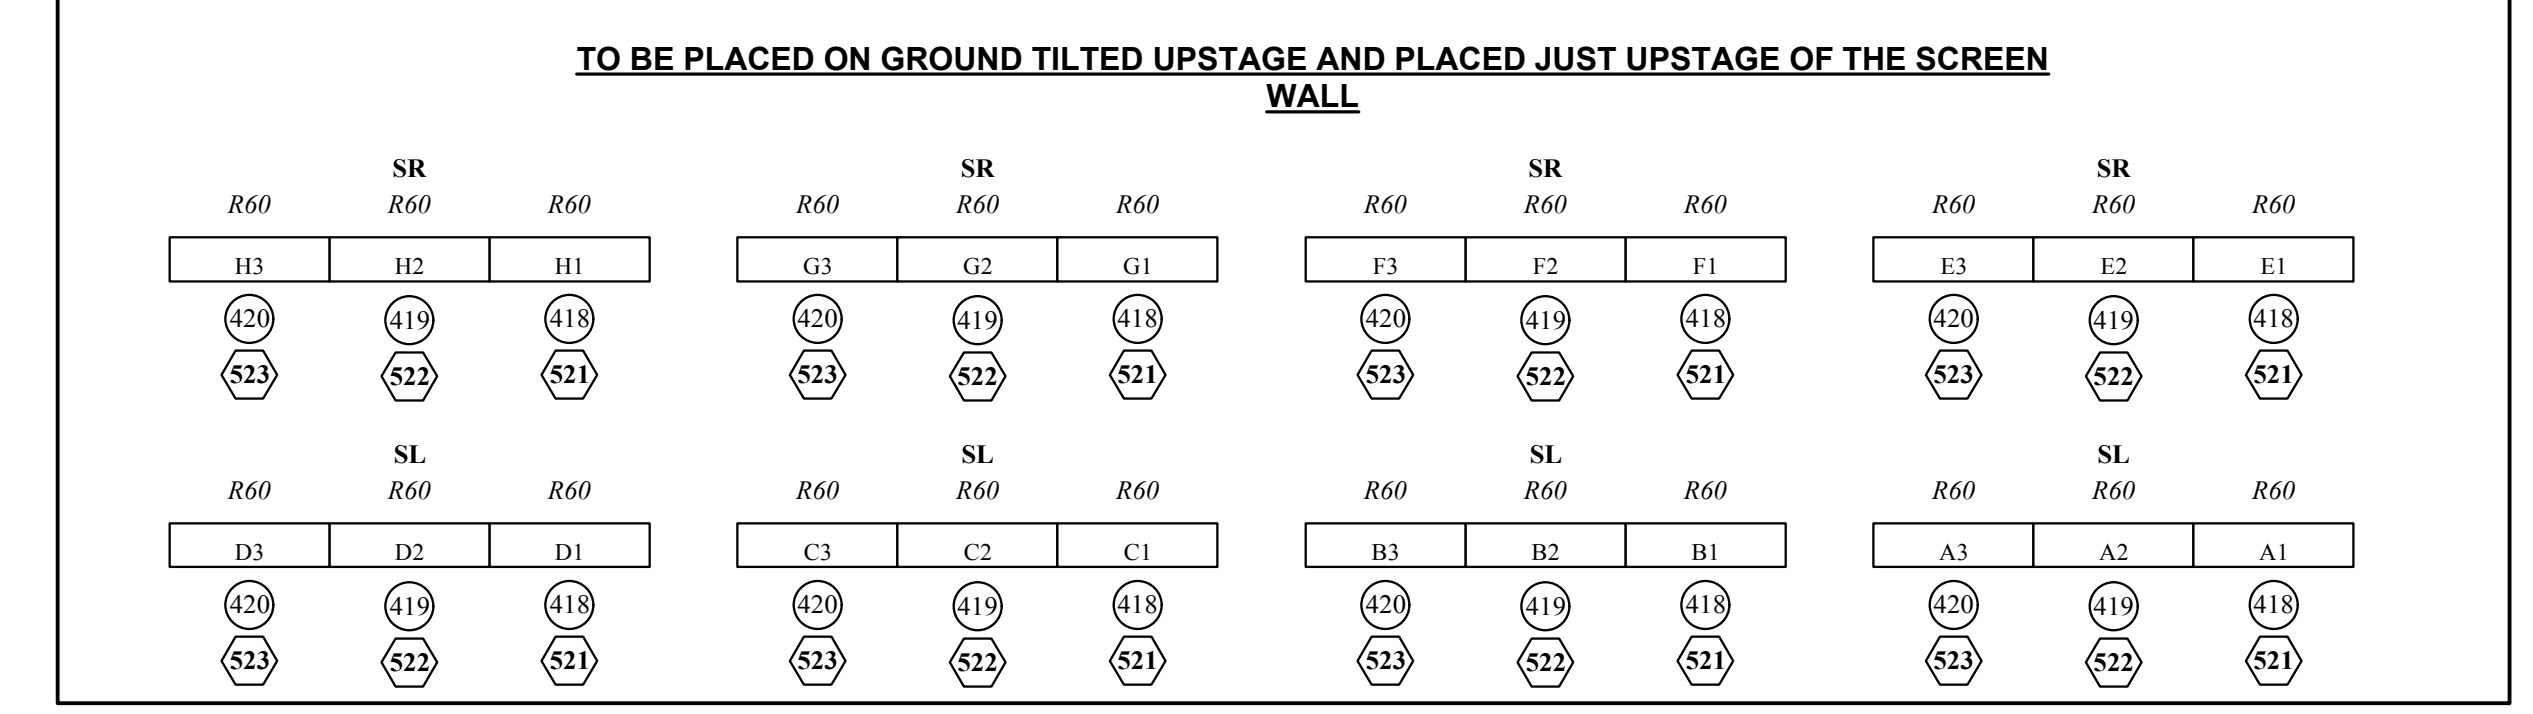 TO BE PLACED ON GROUND TILTED UPSTAGE AND PLACED JUST UPSTAGE OF THE SCREEN
WALL
SR SR SR SR
R60 R60 R60 R60 R60 R60 R60 R60 R60 R60 R60 R60
H3 H2 H1 G3 G2 G1 F3 F2 F1 E3 E2 E1
420 419 418 420 419 418 420 419 418 420 419 418
523 522 521 523 522 521 523 522 521 523 522 521
SL SL SL SL
R60 R60 R60 R60 R60 R60 R60 R60 R60 R60 R60 R60
D3 D2 D1 C3 C2 C1 B3 B2 B1 A3 A2 A1
420 419 418 420 419 418 420 419 418 420 419 418
523 522 521 523 522 521 523 522 521 523 522 521